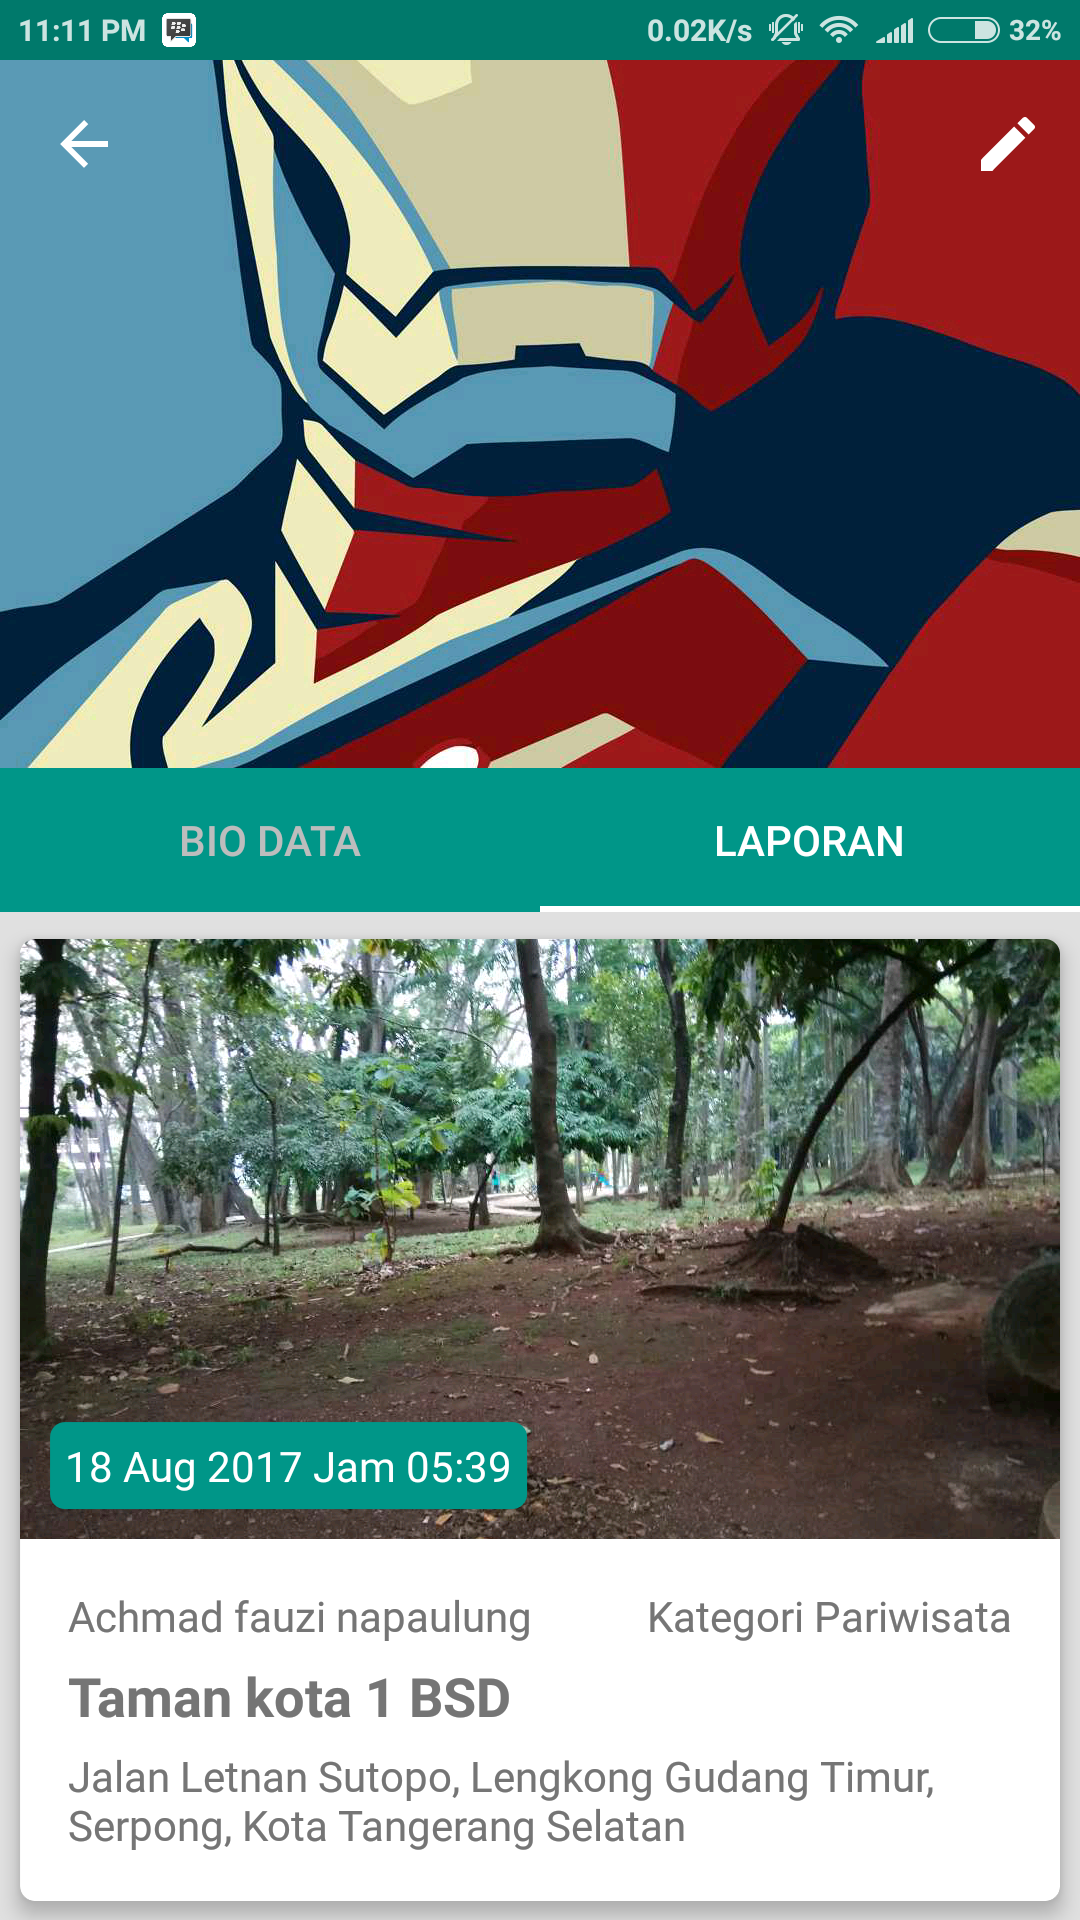 11:11 PM 0.02K/s 32%
BIO DATA LAPORAN
18 Aug 2017 Jam 05:39
Achmad fauzi napaulung Kategori Pariwisata
Taman kota 1 BSD
Jalan Letnan Sutopo, Lengkong Gudang Timur,
Serpong, Kota Tangerang Selatan